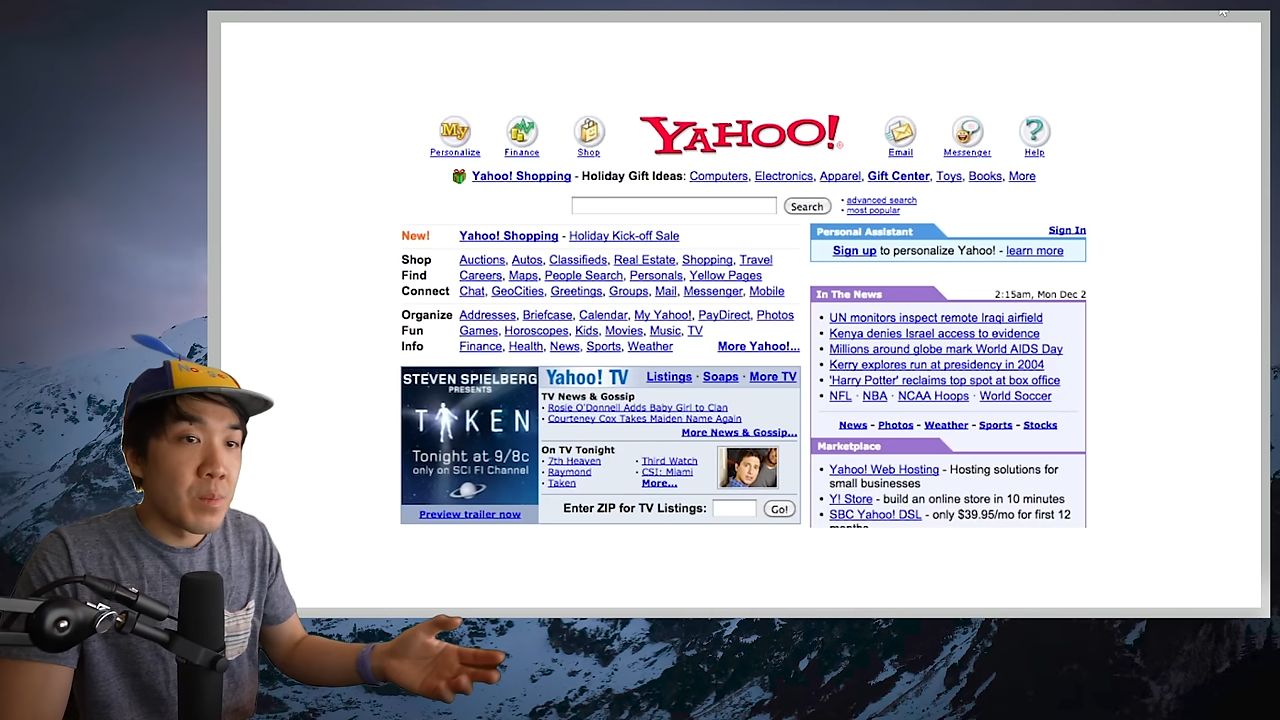 My
YAHOO!
Personalize Finance Shop Email Messenger Help
Yahoo! Shopping - Holiday Gift Ideas: Computers, Electronics, Apparel, Gift Center, Toys, Books, More
Search
• advanced search
• most popular
New! Yahoo! Shopping - Holiday Kick-off Sale
Shop Auctions, Autos, Classifieds, Real Estate, Shopping, Travel
Find Careers, Maps, People Search, Personals, Yellow Pages
Connect Chat, GeoCities, Greetings, Groups, Mail, Messenger, Mobile
Organize Addresses, Briefcase, Calendar, My Yahoo!, PayDirect, Photos
Fun Games, Horoscopes, Kids, Movies, Music, TV
Info Finance, Health, News, Sports, Weather More Yahoo!...
STEVEN SPIELBERG
PRESENTS
TAKEN
Tonight at 9/8c
only on SCI FI Channel
Preview trailer now
Yahoo! TV Listings · Soaps · More TV
TV News & Gossip
• Rosie O'Donnell Adds Baby Girl to Clan
• Courteney Cox Takes Maiden Name Again
More News & Gossip...
On TV Tonight
• 7th Heaven • Third Watch
• Raymond • CSI: Miami
• Taken More...
Enter ZIP for TV Listings: Go!
Personal Assistant Sign In
Sign up to personalize Yahoo! - learn more
In The News 2:15am, Mon Dec 2
• UN monitors inspect remote Iraqi airfield
• Kenya denies Israel access to evidence
• Millions around globe mark World AIDS Day
• Kerry explores run at presidency in 2004
• 'Harry Potter' reclaims top spot at box office
• NFL · NBA · NCAA Hoops · World Soccer
News - Photos - Weather - Sports - Stocks
Marketplace
• Yahoo! Web Hosting - Hosting solutions for
small businesses
• Y! Store - build an online store in 10 minutes
• SBC Yahoo! DSL - only $39.95/mo for first 12
months